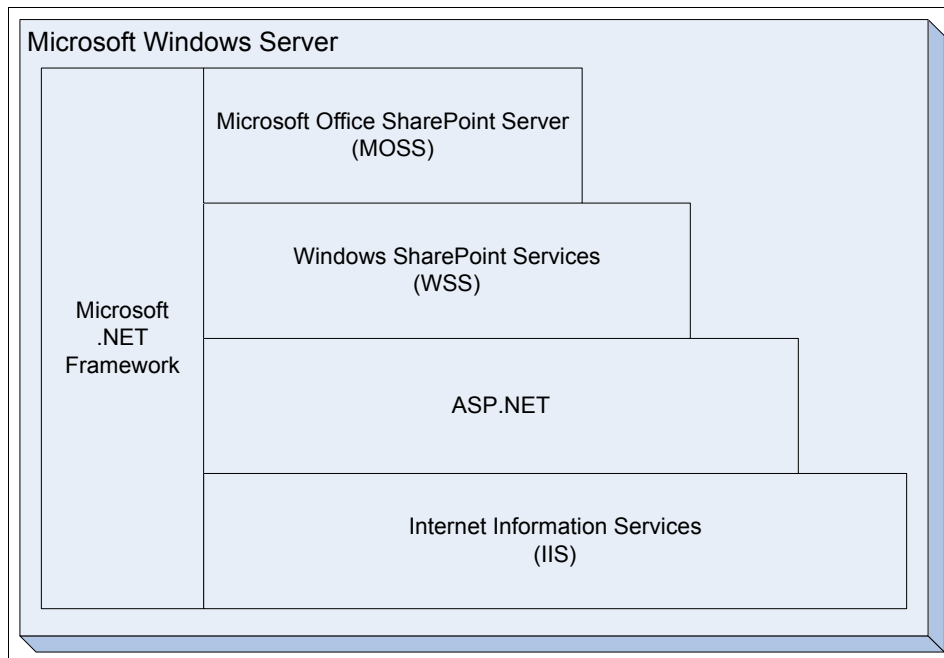 Microsoft Windows Server
Microsoft Office SharePoint Server
(MOSS)
Windows SharePoint Services
(WSS)
Microsoft
.NET
Framework
ASP.NET
Internet Information Services
(IIS)